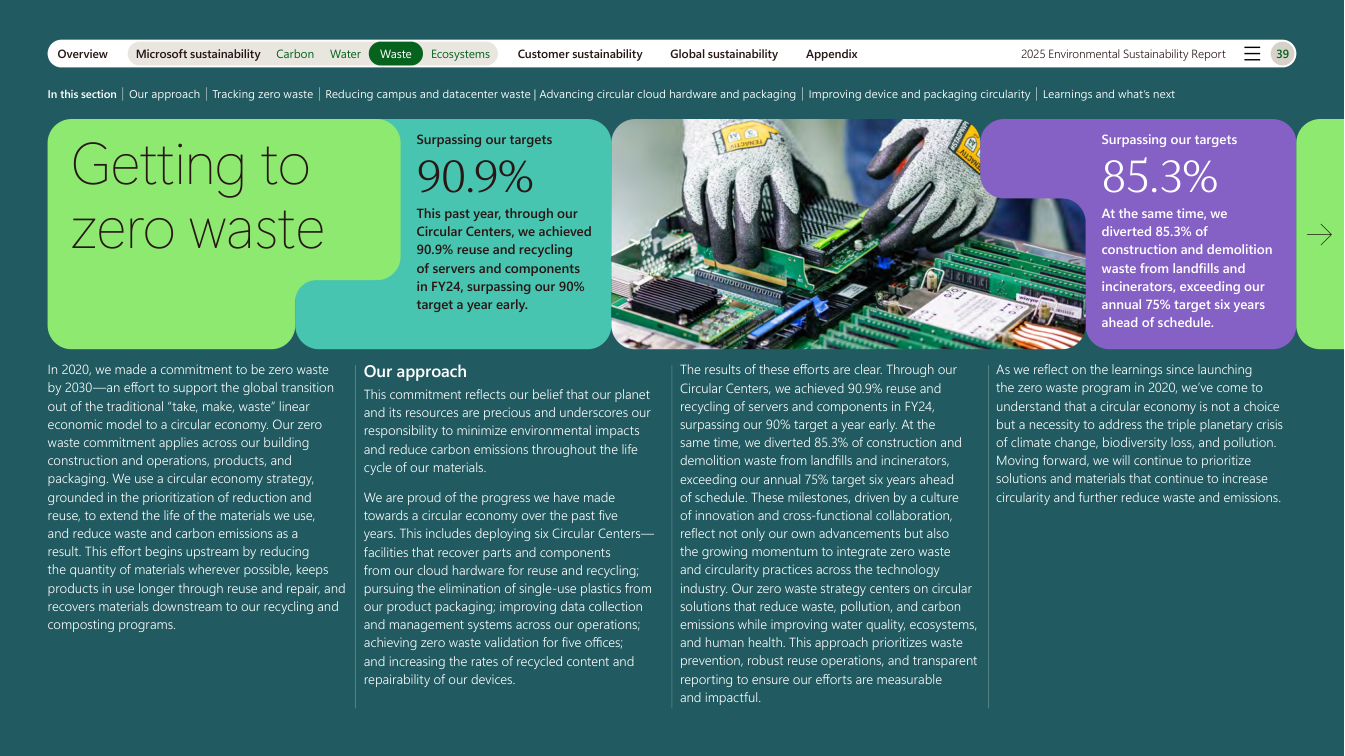 Overview
Microsoft sustainability
Carbon
Water
Waste
Ecosystems
Customer sustainability
Global sustainability
Appendix
2025 Environmental Sustainability Report
39
In this section | Our approach | Tracking zero waste | Reducing campus and datacenter waste | Advancing circular cloud hardware and packaging | Improving device and packaging circularity | Learnings and what’s next
Getting to
zero waste
Surpassing our targets
90.9%
This past year, through our
Circular Centers, we achieved
90.9% reuse and recycling
of servers and components
in FY24, surpassing our 90%
target a year early.
TENACTIV
Surpassing our targets
85.3%
At the same time, we
diverted 85.3% of
construction and demolition
waste from landfills and
incinerators, exceeding our
annual 75% target six years
ahead of schedule.
In 2020, we made a commitment to be zero waste
by 2030—an effort to support the global transition
out of the traditional “take, make, waste” linear
economic model to a circular economy. Our zero
waste commitment applies across our building
construction and operations, products, and
packaging. We use a circular economy strategy,
grounded in the prioritization of reduction and
reuse, to extend the life of the materials we use,
and reduce waste and carbon emissions as a
result. This effort begins upstream by reducing
the quantity of materials wherever possible, keeps
products in use longer through reuse and repair, and
recovers materials downstream to our recycling and
composting programs.
Our approach
This commitment reflects our belief that our planet
and its resources are precious and underscores our
responsibility to minimize environmental impacts
and reduce carbon emissions throughout the life
cycle of our materials.
We are proud of the progress we have made
towards a circular economy over the past five
years. This includes deploying six Circular Centers—
facilities that recover parts and components
from our cloud hardware for reuse and recycling;
pursuing the elimination of single-use plastics from
our product packaging; improving data collection
and management systems across our operations;
achieving zero waste validation for five offices;
and increasing the rates of recycled content and
repairability of our devices.
The results of these efforts are clear. Through our
Circular Centers, we achieved 90.9% reuse and
recycling of servers and components in FY24,
surpassing our 90% target a year early. At the
same time, we diverted 85.3% of construction and
demolition waste from landfills and incinerators,
exceeding our annual 75% target six years ahead
of schedule. These milestones, driven by a culture
of innovation and cross-functional collaboration,
reflect not only our own advancements but also
the growing momentum to integrate zero waste
and circularity practices across the technology
industry. Our zero waste strategy centers on circular
solutions that reduce waste, pollution, and carbon
emissions while improving water quality, ecosystems,
and human health. This approach prioritizes waste
prevention, robust reuse operations, and transparent
reporting to ensure our efforts are measurable
and impactful.
As we reflect on the learnings since launching
the zero waste program in 2020, we’ve come to
understand that a circular economy is not a choice
but a necessity to address the triple planetary crisis
of climate change, biodiversity loss, and pollution.
Moving forward, we will continue to prioritize
solutions and materials that continue to increase
circularity and further reduce waste and emissions.